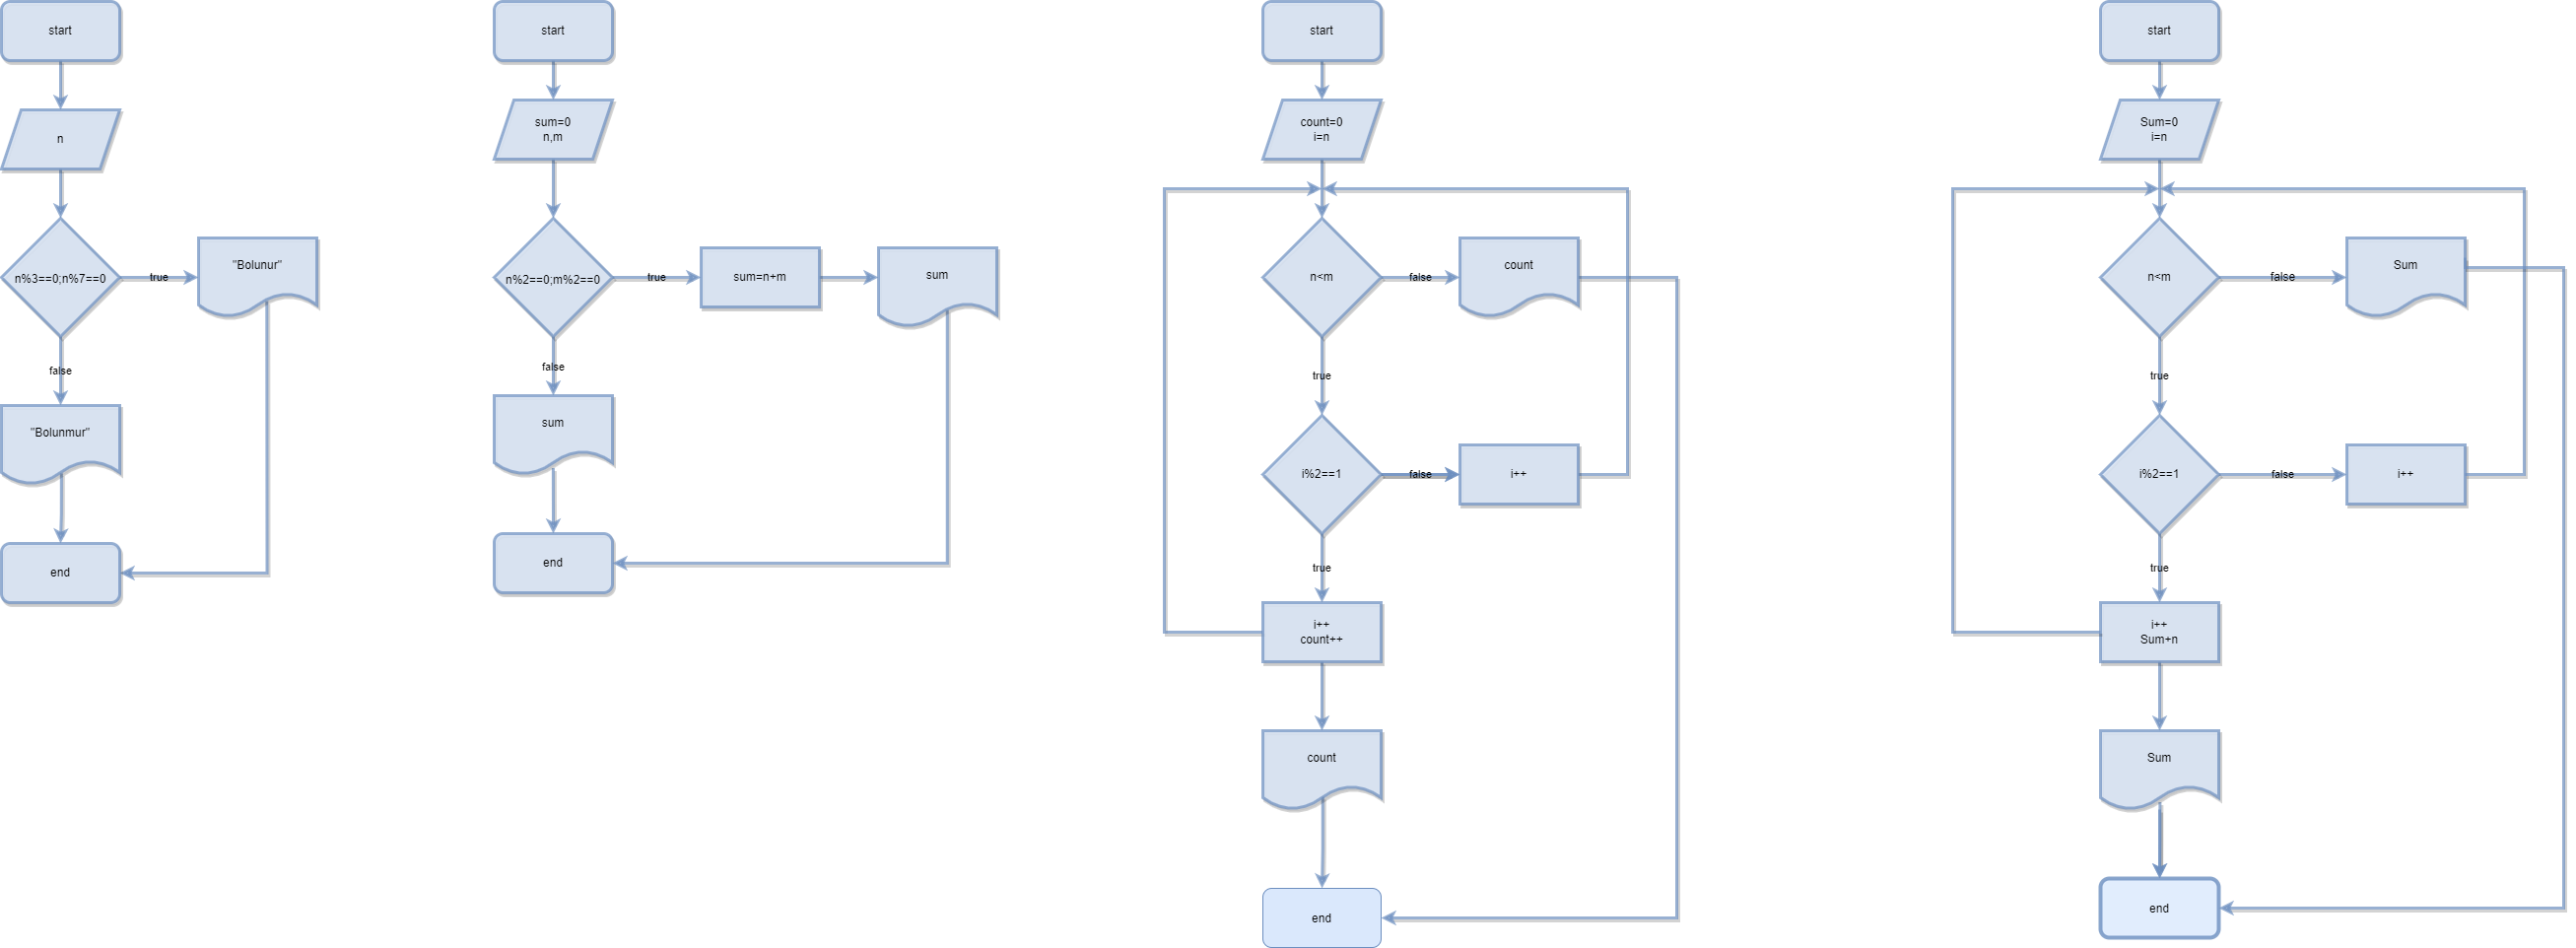 start
n
n%3==0;n%7==0
true
"Bolunur"
false
"Bolunmur"
end
start
sum=0
n,m
n%2==0;m%2==0
true
sum=n+m
sum
false
sum
end
start
count=0
i=n
n<m
false
count
true
i%2==1
false
i++
true
i++
count++
count
end
start
Sum=0
i=n
n<m
false
Sum
true
i%2==1
false
i++
true
i++
Sum+n
Sum
end